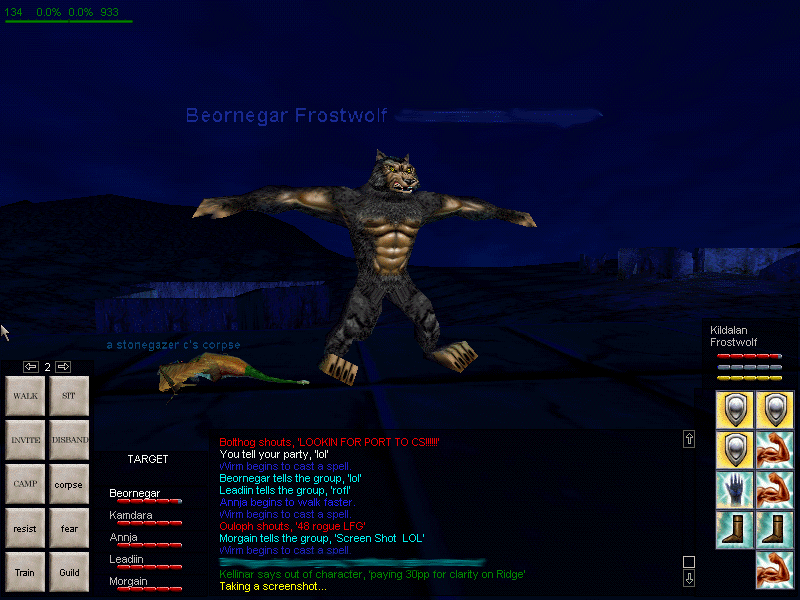 134 0.0% 0.0% 933
Beornegar Frostwolf
a stonegazer c's corpse
Kildalan
Frostwolf
2
WALK SIT
INVITE DISBAND
CAMP corpse
resist fear
Train Guild
TARGET
Beornegar
Kamdara
Annja
Leadiin
Morgain
Bolthog shouts, 'LOOKIN FOR PORT TO CS!!!!!'
You tell your party, 'lol'
Wirm begins to cast a spell.
Beornegar tells the group, 'lol'
Leadiin tells the group, 'rofl'
Annja begins to walk faster.
Wirm begins to cast a spell.
Ouloph shouts, '48 rogue LFG'
Morgain tells the group, 'Screen Shot LOL'
Wirm begins to cast a spell.
Kellinar says out of character, 'paying 30pp for clarity on Ridge'
Taking a screenshot...